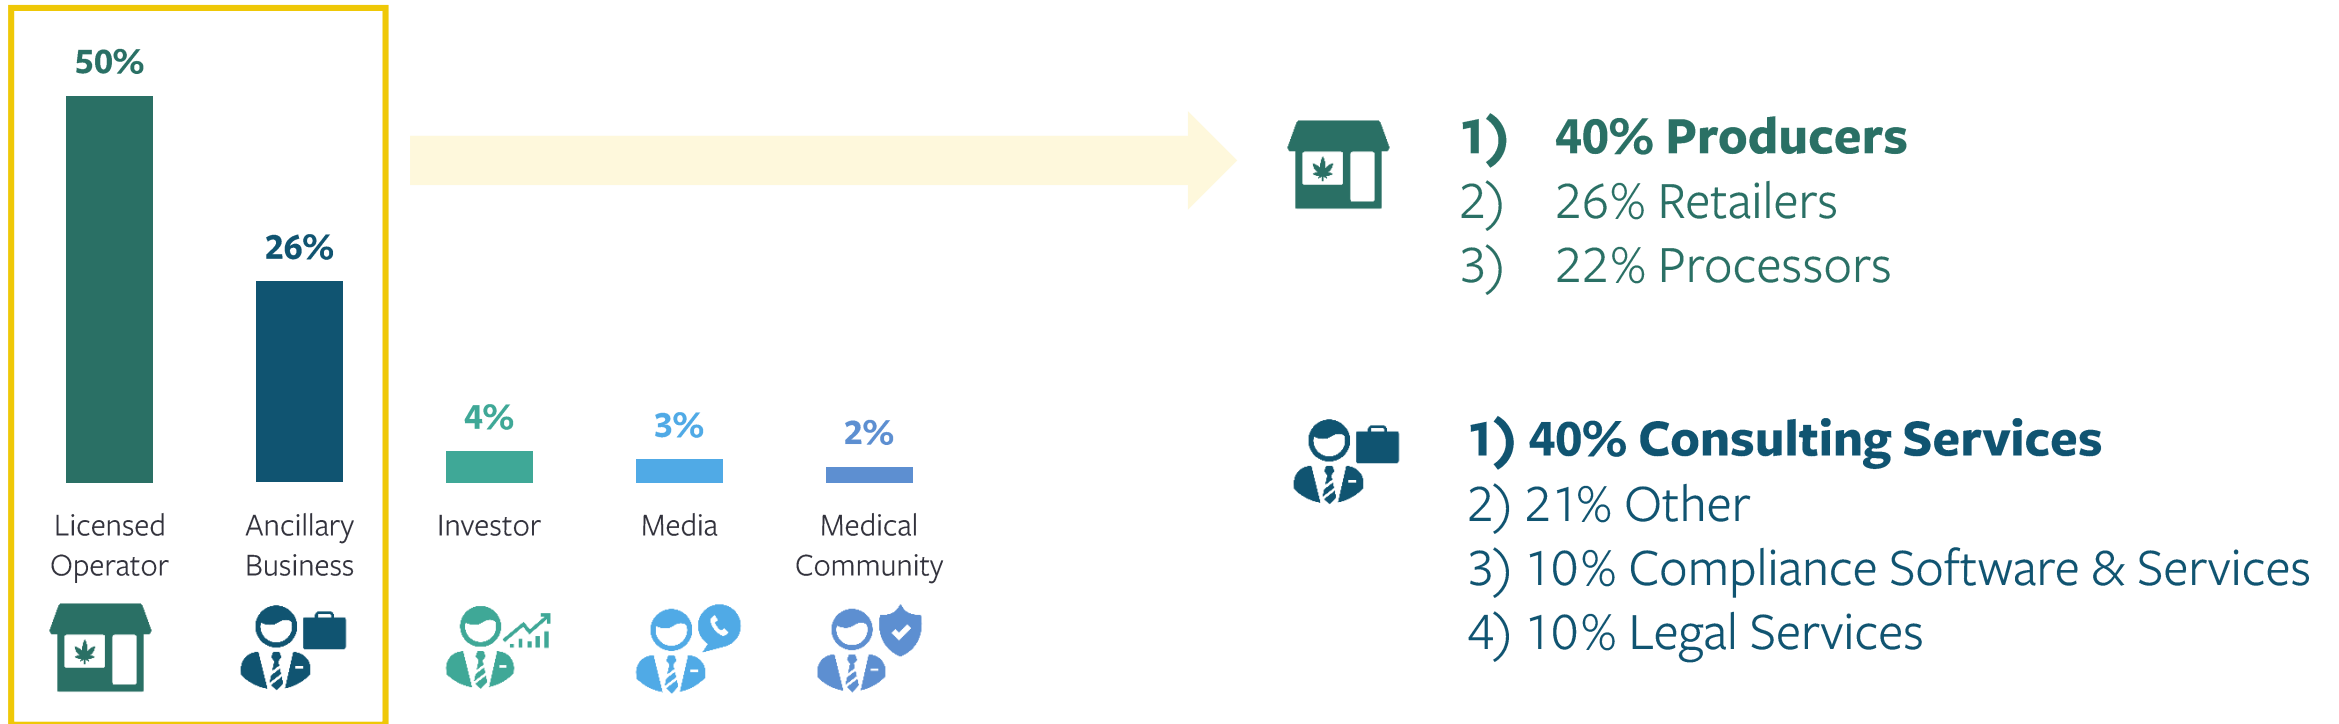 50%
26%
4%
3%
2%
Licensed
Operator
Ancillary
Business
Investor
Media
Medical
Community
1) 40% Producers
2) 26% Retailers
3) 22% Processors
1) 40% Consulting Services
2) 21% Other
3) 10% Compliance Software & Services
4) 10% Legal Services